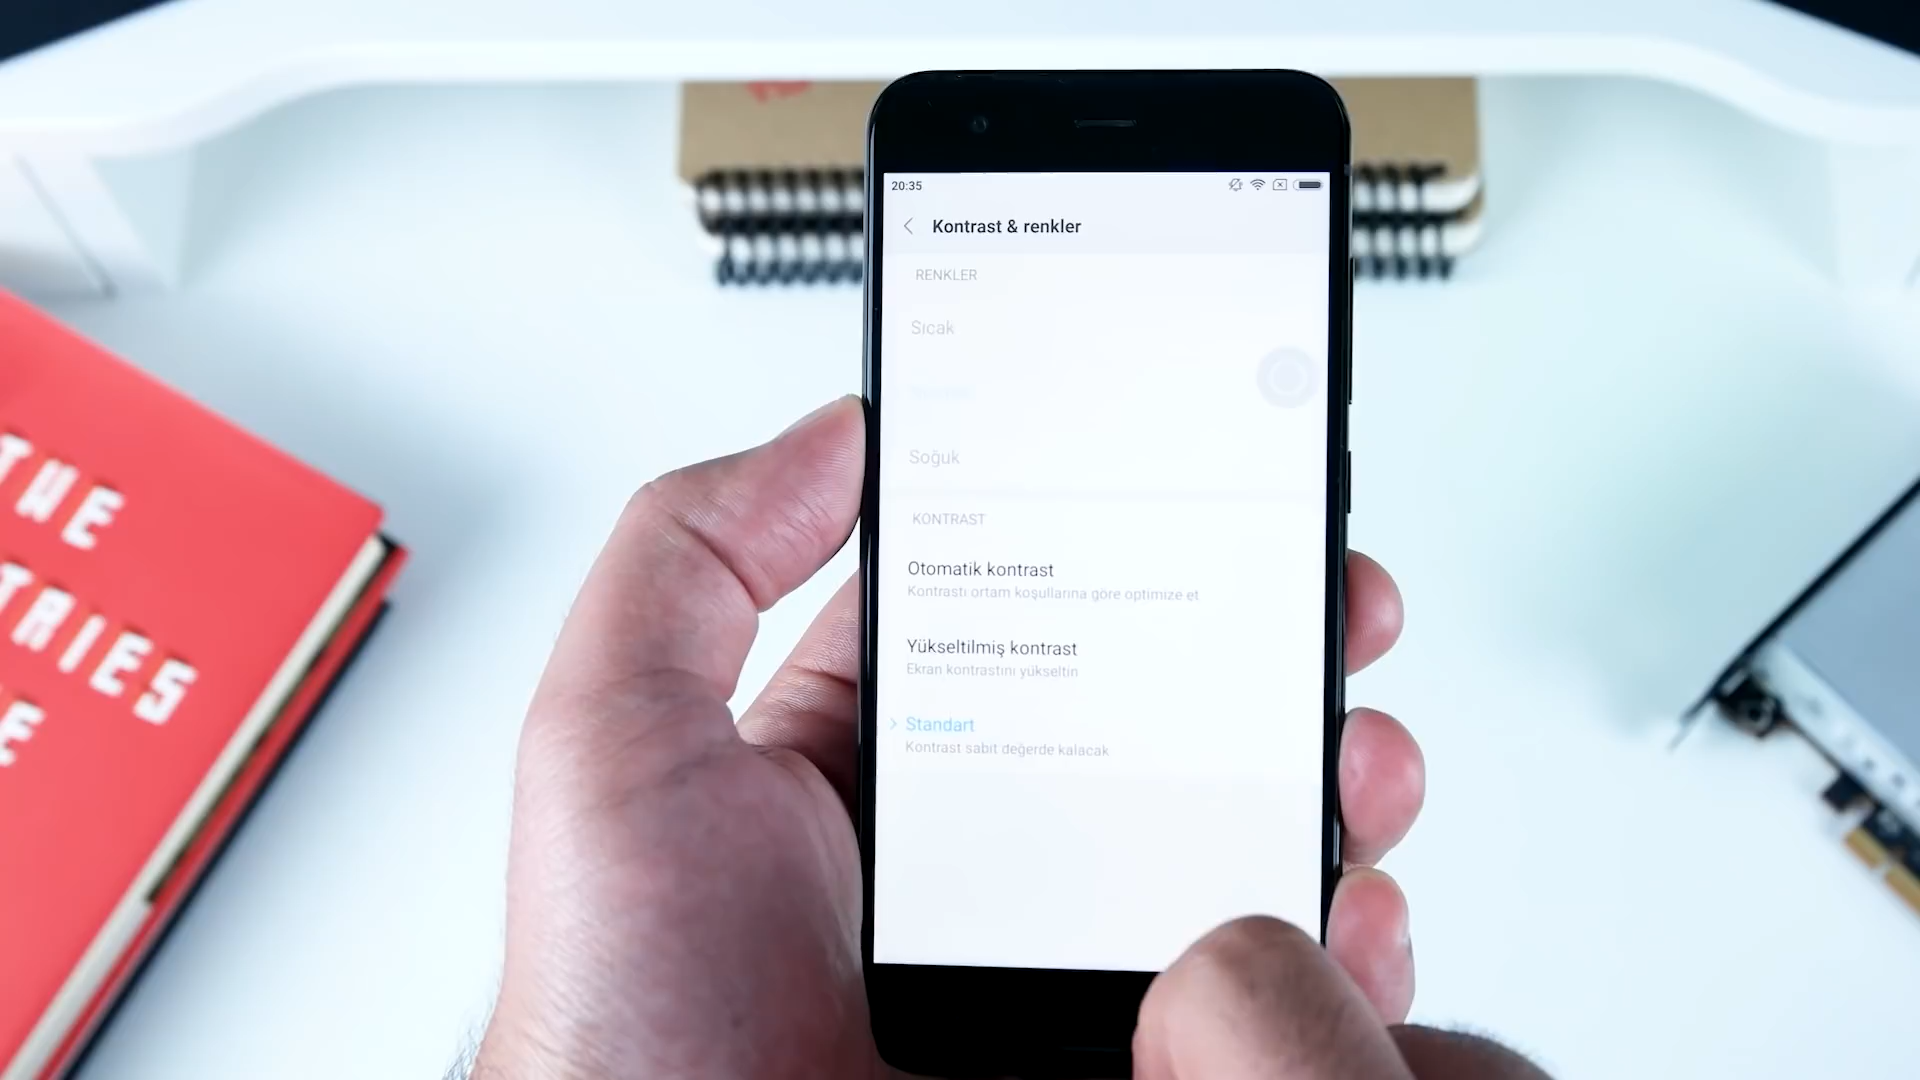 20:35
Kontrast & renkler
RENKLER
Sıcak
Soğuk
KONTRAST
Otomatik kontrast
Kontrastı ortam koşullarına göre optimize et
Yükseltilmiş kontrast
Ekran kontrastını yükseltin
Standart
Kontrast sabit değerde kalacak
THE
TRIES
E